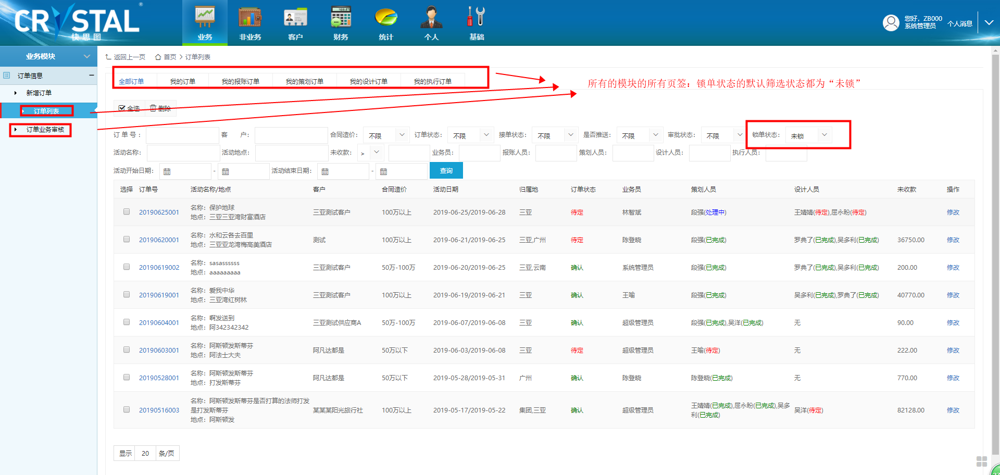 CRYSTAL ®
快思图
业务 非业务 客户 财务 统计 个人 基础
您好，ZB000
系统管理员 个人消息
业务模块
返回上一页 首页 > 订单列表
订单信息
新增订单
订单列表
订单业务审核
全部订单 我的订单 我的报账订单 我的策划订单 我的设计订单 我的执行订单
所有的模块的所有页签：锁单状态的默认筛选状态都为“未锁”
全选 删除
订 单 号： 客 户： 合同造价： 不限 订单状态： 不限 接单状态： 不限 是否推送： 不限 审批状态： 不限 锁单状态： 未锁
活动名称： 活动地点： 未收款： > 业务员： 报账人员： 策划人员： 设计人员： 执行人员：
活动开始日期： - 活动结束日期： - 查询
选择 订单号 活动名称/地点 客户 合同造价 活动日期 归属地 订单状态 业务员 策划人员 设计人员 未收款 操作
20190625001 名称：保护地球 三亚测试客户 100万以上 2019-06-25/2019-06-28 三亚 待定 林智斌 段强(处理中) 王婧婧(待定),屈永盼(待定) 修改
地点：三亚三亚湾财富酒店
20190620001 名称：水和云各去百里 测试 100万以上 2019-06-21/2019-06-25 三亚,广州 待定 陈登晓 段强(已完成) 罗典了(已完成),吴多利(已完成) 36750.00 修改
地点：三亚亚龙湾梅高美酒店
20190619002 名称：sasassssss 三亚测试客户 50万-100万 2019-06-20/2019-06-25 三亚,云南 确认 系统管理员 段强(已完成) 罗典了(已完成),吴多利(已完成) 200.00 修改
地点：aaaaaaaaa
20190619001 名称：爱我中华 三亚测试客户 100万以上 2019-06-19/2019-06-21 三亚 确认 王喻 段强(已完成) 吴多利(已完成),罗典了(已完成) 40770.00 修改
地点：三亚湾红树林
20190604001 名称：啊发送到 三亚测试供应商A 50万-100万 2019-06-07/2019-06-08 三亚 确认 超级管理员 段强(已完成),吴洋(已完成) 无 90.00 修改
地点：阿342342342
20190603001 名称：阿斯顿发斯蒂芬 阿凡达都是 50万以下 2019-06-03/2019-06-08 三亚 待定 超级管理员 王喻(待定) 无 222.00 修改
地点：阿法士大夫
20190528001 名称：阿斯顿发斯蒂芬 阿凡达都是 50万以下 2019-05-28/2019-05-31 广州 确认 陈登晓 陈登晓(已完成) 无 770.00 修改
地点：打发斯蒂芬
20190516003 名称：阿斯顿发斯蒂芬是否打算的法师打发是打发斯蒂芬 某某某阳光旅行社 100万以上 2019-05-17/2019-05-22 集团,三亚 确认 超级管理员 王婧婧(已完成),屈永盼(已完成),吴多利(已完成) 吴洋(待定) 82128.00 修改
地点：阿斯顿发
显示 20 条/页